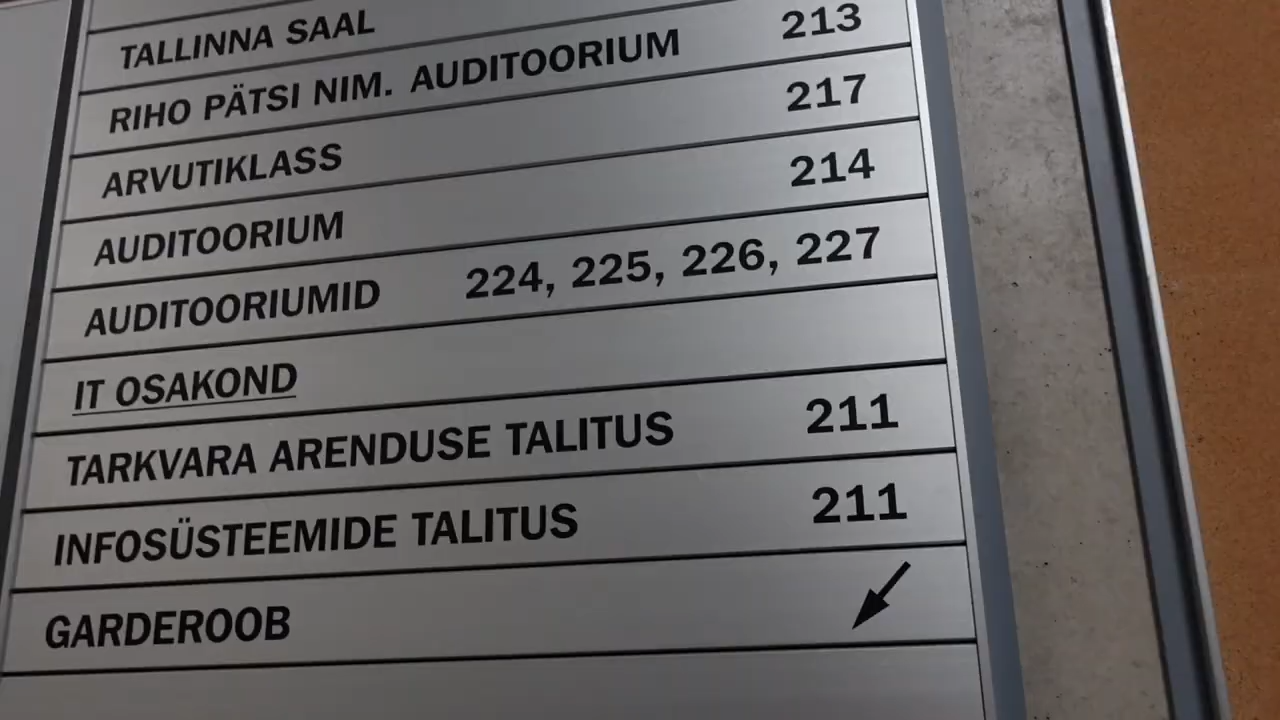 TALLINNA SAAL
RIHO PÄTSI NIM. AUDITOORIUM 213
ARVUTIKLASS 217
AUDITOORIUM 214
AUDITOORIUMID 224, 225, 226, 227
IT OSAKOND
TARKVARA ARENDUSE TALITUS 211
INFOSÜSTEEMIDE TALITUS 211
GARDEROOB